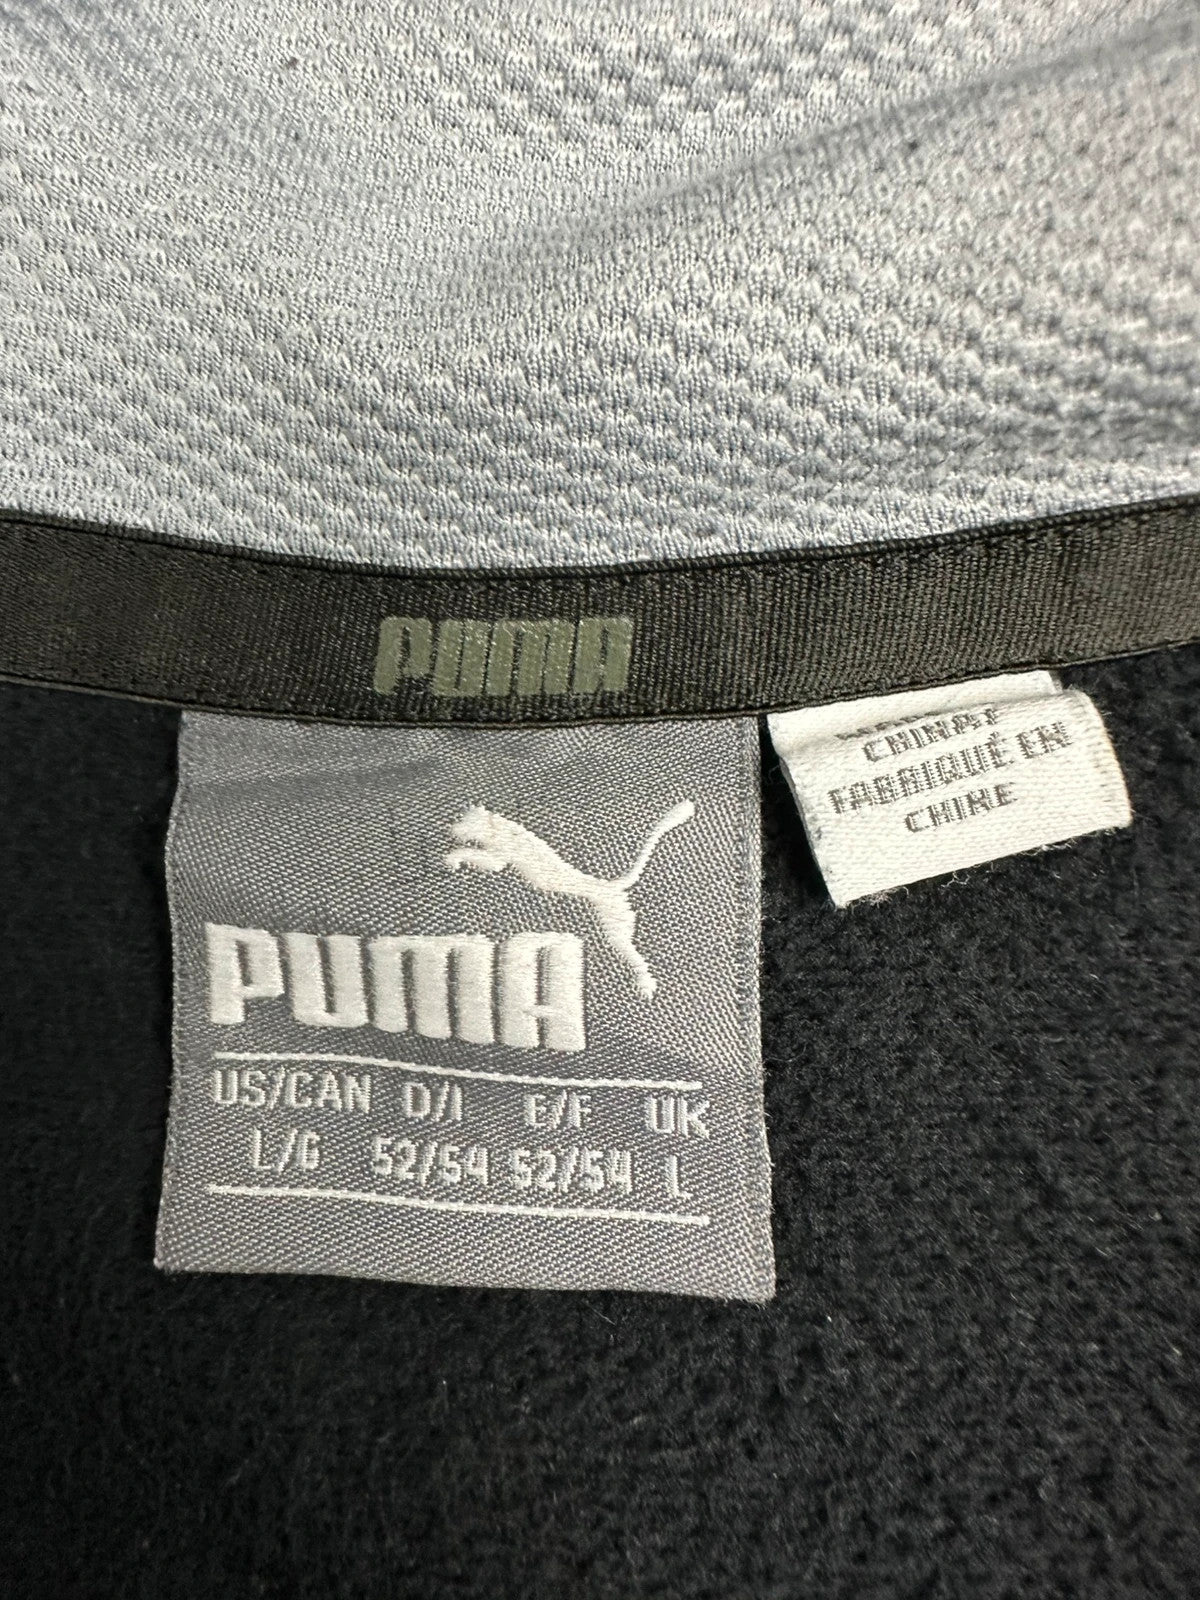 PUMA
CHINA/
FABRIQUÉ EN
CHINE
PUMA
US/CAN D/I E/F UK
L/G 52/54 52/54 L